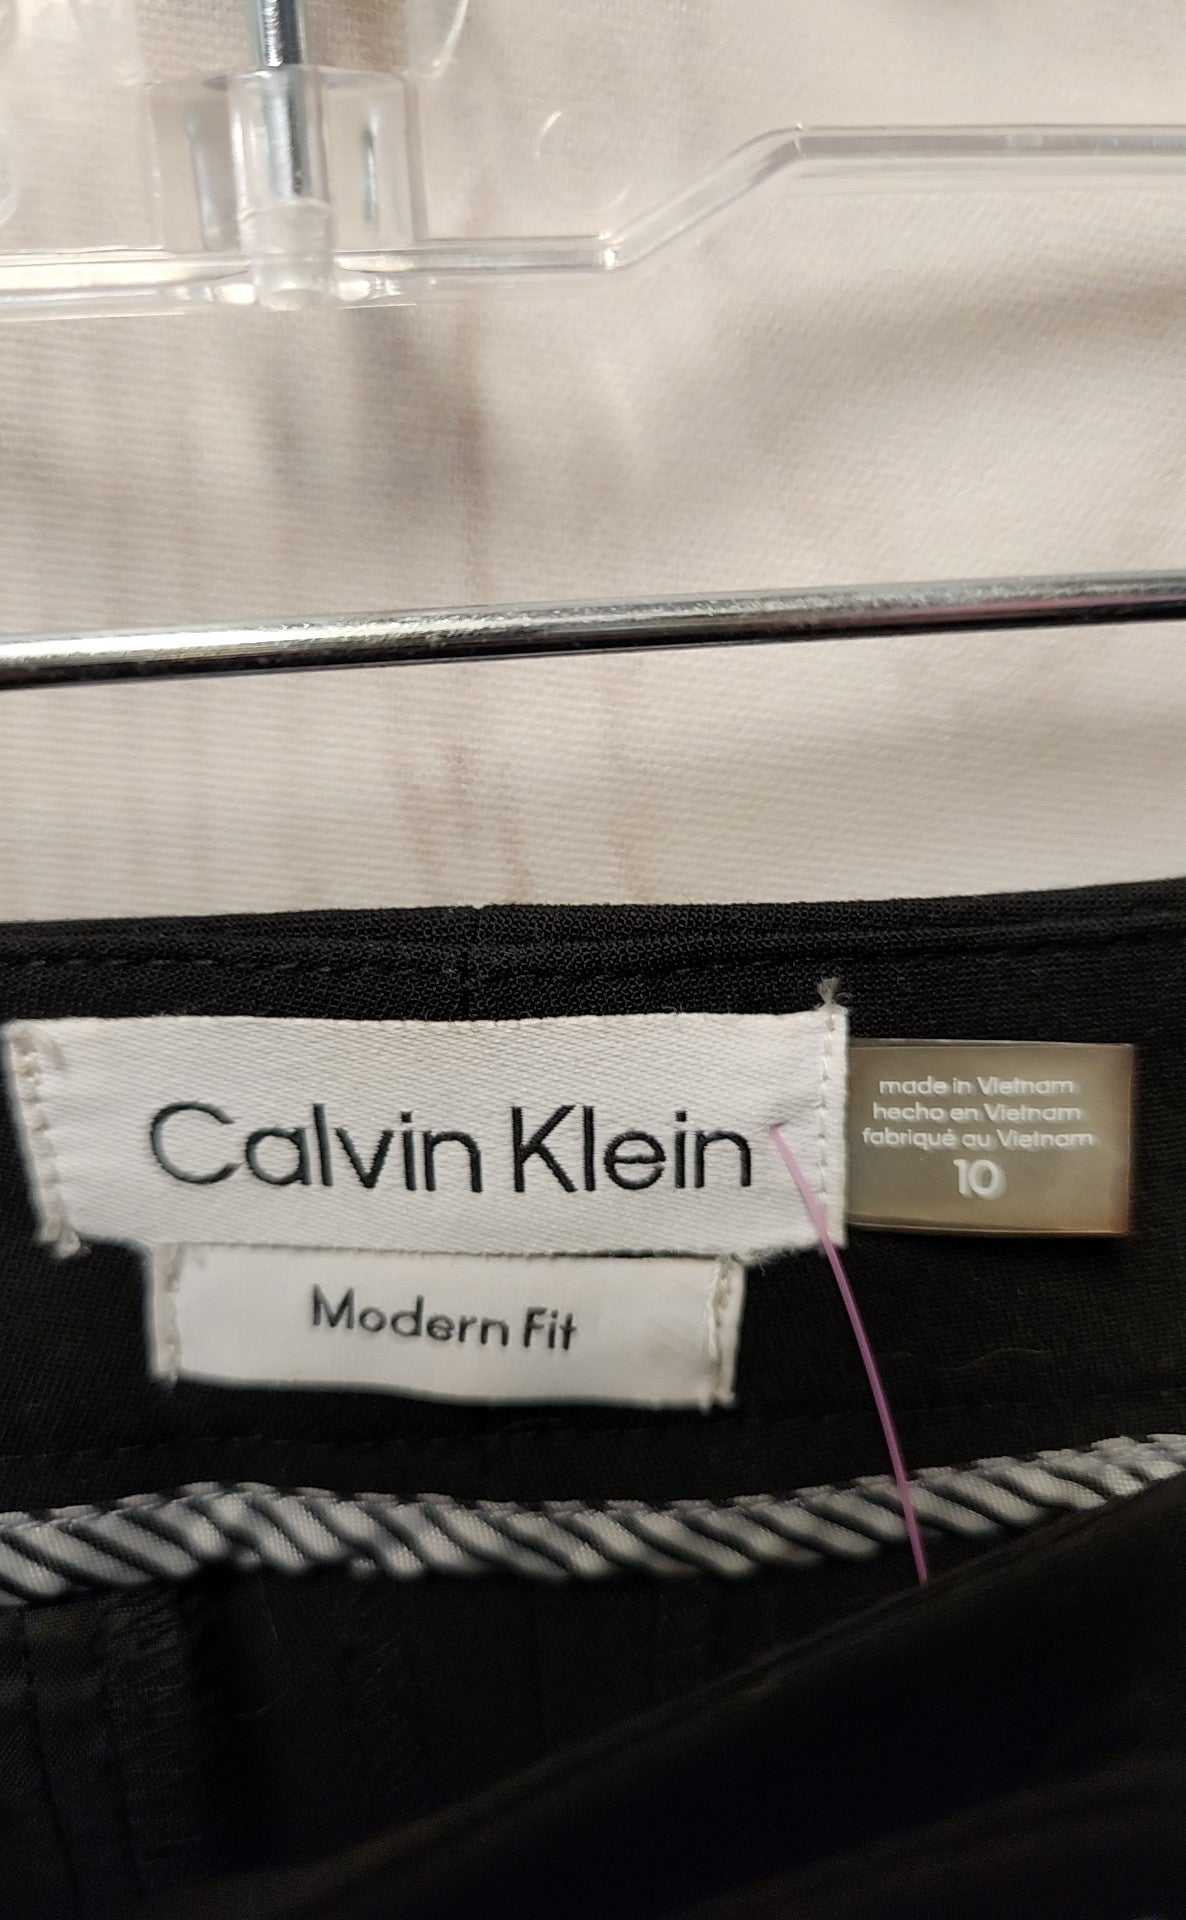 Calvin Klein
Modern Fit
made in Vietnam
hecho en Vietnam
fabriqué au Vietnam
10